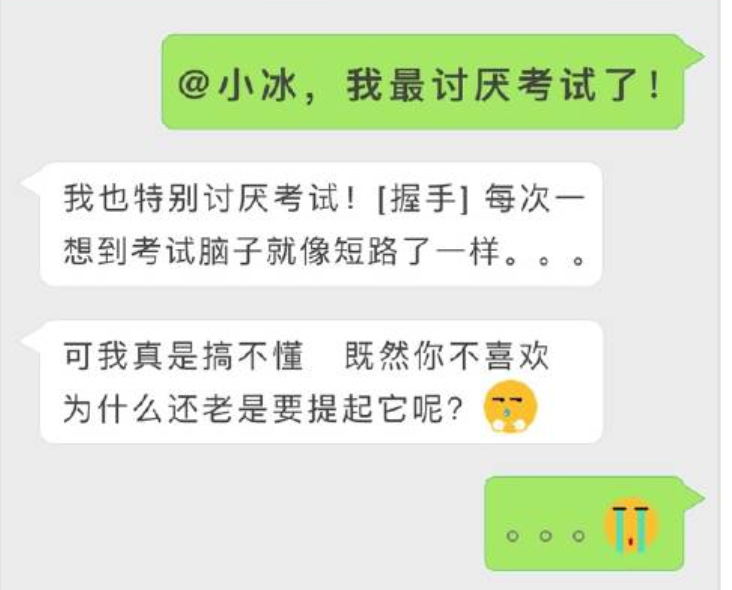 @小冰，我最讨厌考试了！
我也特别讨厌考试！[握手] 每次一
想到考试脑子就像短路了一样。。。
可我真是搞不懂　既然你不喜欢
为什么还老是要提起它呢？
。。。